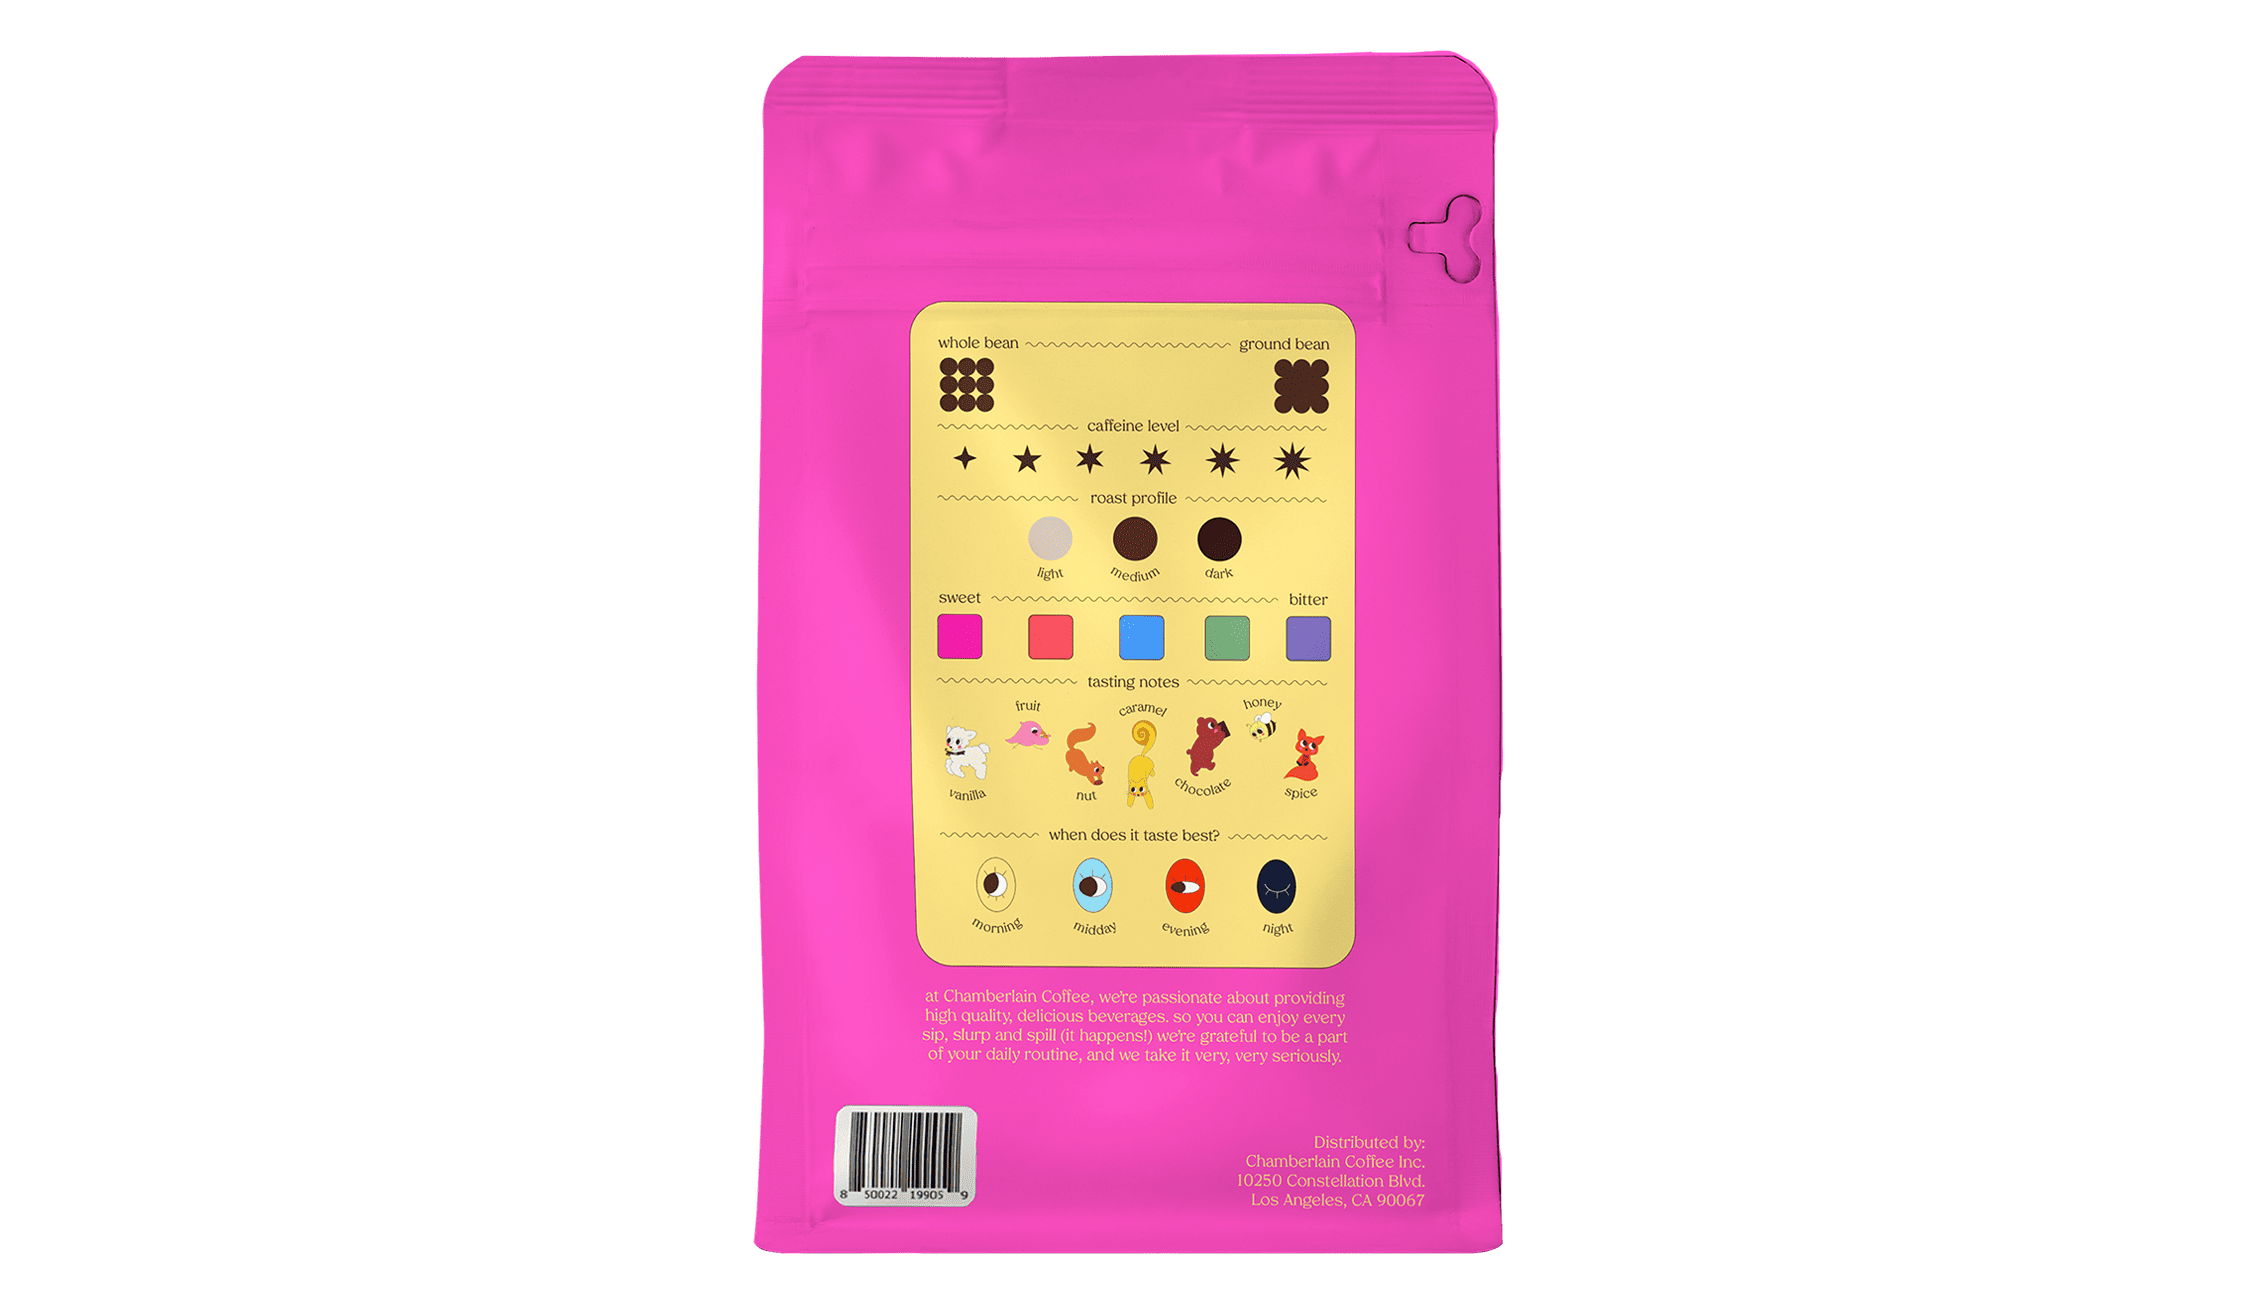 whole bean
ground bean
caffeine level
roast profile
light
medium
dark
sweet
bitter
tasting notes
fruit
caramel
honey
vanilla
nut
chocolate
spice
when does it taste best?
morning
midday
evening
night
at Chamberlain Coffee, we're passionate about providing
high quality, delicious beverages. so you can enjoy every
sip, slurp and spill (it happens!) we're grateful to be a part
of your daily routine, and we take it very, very seriously.
8 50022 19905 9
Distributed by:
Chamberlain Coffee Inc.
10250 Constellation Blvd.
Los Angeles, CA 90067